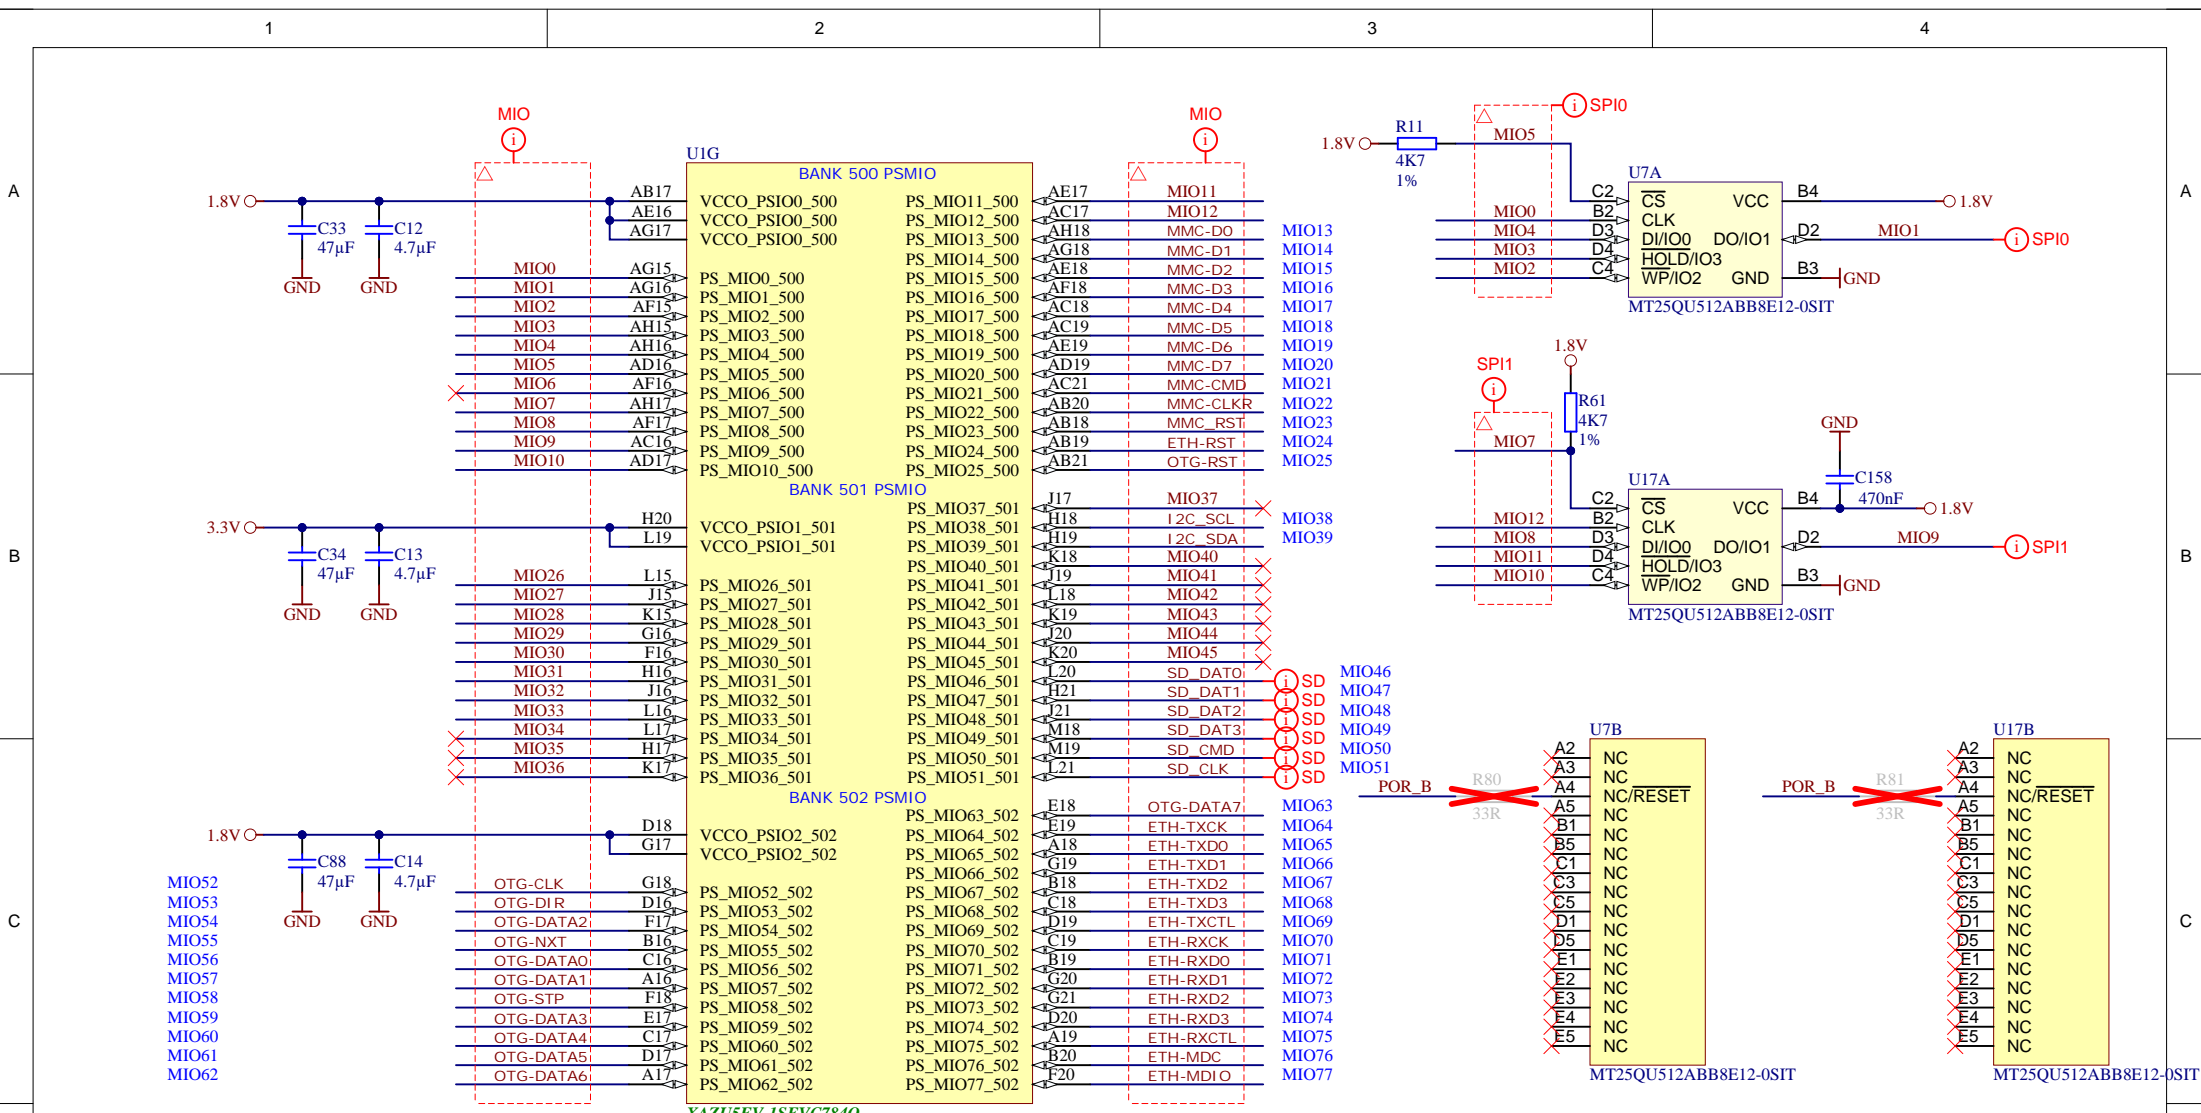 1 2 3 4
A A
B B
C C
MIO
i
MIO
i
U1G
BANK 500 PSMIO
1.8V
C33
47µF
GND
C12
4.7µF
GND
AB17 VCCO_PSIO0_500
AE16 VCCO_PSIO0_500
AG17 VCCO_PSIO0_500
MIO0 AG15 PS_MIO0_500
MIO1 AG16 PS_MIO1_500
MIO2 AF15 PS_MIO2_500
MIO3 AH15 PS_MIO3_500
MIO4 AH16 PS_MIO4_500
MIO5 AD16 PS_MIO5_500
MIO6 AF16 PS_MIO6_500
MIO7 AH17 PS_MIO7_500
MIO8 AF17 PS_MIO8_500
MIO9 AC16 PS_MIO9_500
MIO10 AD17 PS_MIO10_500
PS_MIO11_500 AE17 MIO11
PS_MIO12_500 AC17 MIO12
PS_MIO13_500 AH18 MMC-D0 MIO13
PS_MIO14_500 AG18 MMC-D1 MIO14
PS_MIO15_500 AE18 MMC-D2 MIO15
PS_MIO16_500 AF18 MMC-D3 MIO16
PS_MIO17_500 AC18 MMC-D4 MIO17
PS_MIO18_500 AC19 MMC-D5 MIO18
PS_MIO19_500 AE19 MMC-D6 MIO19
PS_MIO20_500 AD19 MMC-D7 MIO20
PS_MIO21_500 AC21 MMC-CMD MIO21
PS_MIO22_500 AB20 MMC-CLKR MIO22
PS_MIO23_500 AB18 MMC_RST MIO23
PS_MIO24_500 AB19 ETH-RST MIO24
PS_MIO25_500 AB21 OTG-RST MIO25
BANK 501 PSMIO
3.3V
C34
47µF
GND
C13
4.7µF
GND
H20 VCCO_PSIO1_501
L19 VCCO_PSIO1_501
MIO26 L15 PS_MIO26_501
MIO27 J15 PS_MIO27_501
MIO28 K15 PS_MIO28_501
MIO29 G16 PS_MIO29_501
MIO30 F16 PS_MIO30_501
MIO31 H16 PS_MIO31_501
MIO32 J16 PS_MIO32_501
MIO33 L16 PS_MIO33_501
MIO34 L17 PS_MIO34_501
MIO35 H17 PS_MIO35_501
MIO36 K17 PS_MIO36_501
PS_MIO37_501 J17 MIO37
PS_MIO38_501 H18 I2C_SCL MIO38
PS_MIO39_501 H19 I2C_SDA MIO39
PS_MIO40_501 K18 MIO40
PS_MIO41_501 J19 MIO41
PS_MIO42_501 L18 MIO42
PS_MIO43_501 K19 MIO43
PS_MIO44_501 J20 MIO44
PS_MIO45_501 K20 MIO45
PS_MIO46_501 L20 SD_DAT0 i SD MIO46
PS_MIO47_501 H21 SD_DAT1 i SD MIO47
PS_MIO48_501 J21 SD_DAT2 i SD MIO48
PS_MIO49_501 M18 SD_DAT3 i SD MIO49
PS_MIO50_501 M19 SD_CMD i SD MIO50
PS_MIO51_501 L21 SD_CLK i SD MIO51
BANK 502 PSMIO
1.8V
C88
47µF
GND
C14
4.7µF
GND
D18 VCCO_PSIO2_502
G17 VCCO_PSIO2_502
MIO52 OTG-CLK G18 PS_MIO52_502
MIO53 OTG-DIR D16 PS_MIO53_502
MIO54 OTG-DATA2 F17 PS_MIO54_502
MIO55 OTG-NXT B16 PS_MIO55_502
MIO56 OTG-DATA0 C16 PS_MIO56_502
MIO57 OTG-DATA1 A16 PS_MIO57_502
MIO58 OTG-STP F18 PS_MIO58_502
MIO59 OTG-DATA3 E17 PS_MIO59_502
MIO60 OTG-DATA4 C17 PS_MIO60_502
MIO61 OTG-DATA5 D17 PS_MIO61_502
MIO62 OTG-DATA6 A17 PS_MIO62_502
PS_MIO63_502 E18 OTG-DATA7 MIO63
PS_MIO64_502 E19 ETH-TXCK MIO64
PS_MIO65_502 A18 ETH-TXD0 MIO65
PS_MIO66_502 G19 ETH-TXD1 MIO66
PS_MIO67_502 B18 ETH-TXD2 MIO67
PS_MIO68_502 C18 ETH-TXD3 MIO68
PS_MIO69_502 D19 ETH-TXCTL MIO69
PS_MIO70_502 C19 ETH-RXCK MIO70
PS_MIO71_502 B19 ETH-RXD0 MIO71
PS_MIO72_502 G20 ETH-RXD1 MIO72
PS_MIO73_502 G21 ETH-RXD2 MIO73
PS_MIO74_502 D20 ETH-RXD3 MIO74
PS_MIO75_502 A19 ETH-RXCTL MIO75
PS_MIO76_502 B20 ETH-MDC MIO76
PS_MIO77_502 F20 ETH-MDIO MIO77
i SPI0
1.8V
R11
4K7
1%
MIO5
U7A
C2 CS VCC B4 1.8V
MIO0 B2 CLK
MIO4 D3 DI/IO0 DO/IO1 D2 MIO1 i SPI0
MIO3 D4 HOLD/IO3
MIO2 C4 WP/IO2 GND B3 GND
MT25QU512ABB8E12-0SIT
SPI1
i
1.8V
R61
4K7
1%
MIO7
GND
C158
470nF
U17A
C2 CS VCC B4 1.8V
MIO12 B2 CLK
MIO8 D3 DI/IO0 DO/IO1 D2 MIO9 i SPI1
MIO11 D4 HOLD/IO3
MIO10 C4 WP/IO2 GND B3 GND
MT25QU512ABB8E12-0SIT
U7B
A2 NC
A3 NC
POR_B R80 33R A4 NC/RESET
A5 NC
B1 NC
B5 NC
C1 NC
C3 NC
C5 NC
D1 NC
D5 NC
E1 NC
E2 NC
E3 NC
E4 NC
E5 NC
MT25QU512ABB8E12-0SIT
U17B
A2 NC
A3 NC
POR_B R81 33R A4 NC/RESET
A5 NC
B1 NC
B5 NC
C1 NC
C3 NC
C5 NC
D1 NC
D5 NC
E1 NC
E2 NC
E3 NC
E4 NC
E5 NC
MT25QU512ABB8E12-0SIT